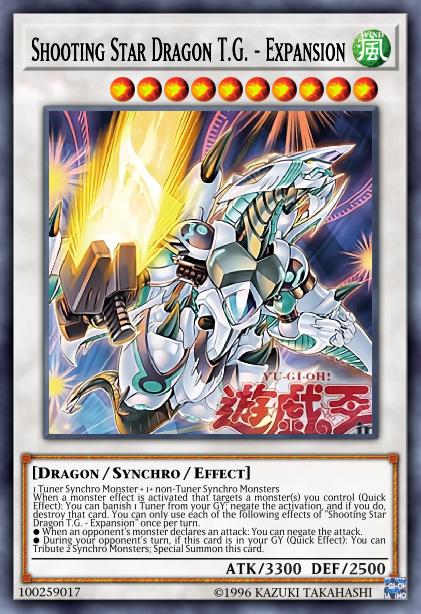 SHOOTING STAR DRAGON T.G. - EXPANSION
WIND
風
YU-GI-OH!
遊戯王
[DRAGON / SYNCHRO / EFFECT]
1 Tuner Synchro Monster + 1+ non-Tuner Synchro Monsters
When a monster effect is activated that targets a monster(s) you control (Quick
Effect): You can banish 1 Tuner from your GY; negate the activation, and if you do,
destroy that card. You can only use each of the following effects of "Shooting Star
Dragon T.G. - Expansion" once per turn.
● When an opponent's monster declares an attack: You can negate the attack.
● During your opponent's turn, if this card is in your GY (Quick Effect): You can
Tribute 2 Synchro Monsters; Special Summon this card.
ATK/3300 DEF/2500
100259017
©1996 KAZUKI TAKAHASHI